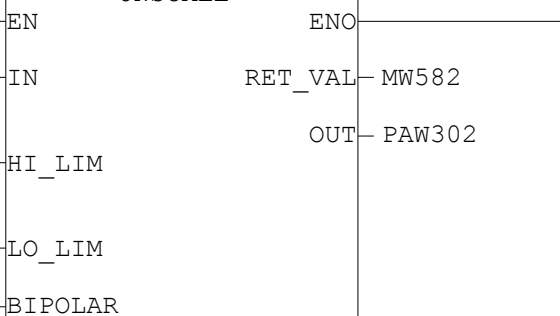 EN ENO
IN RET_VAL MW582
OUT PAW302
HI_LIM
LO_LIM
BIPOLAR